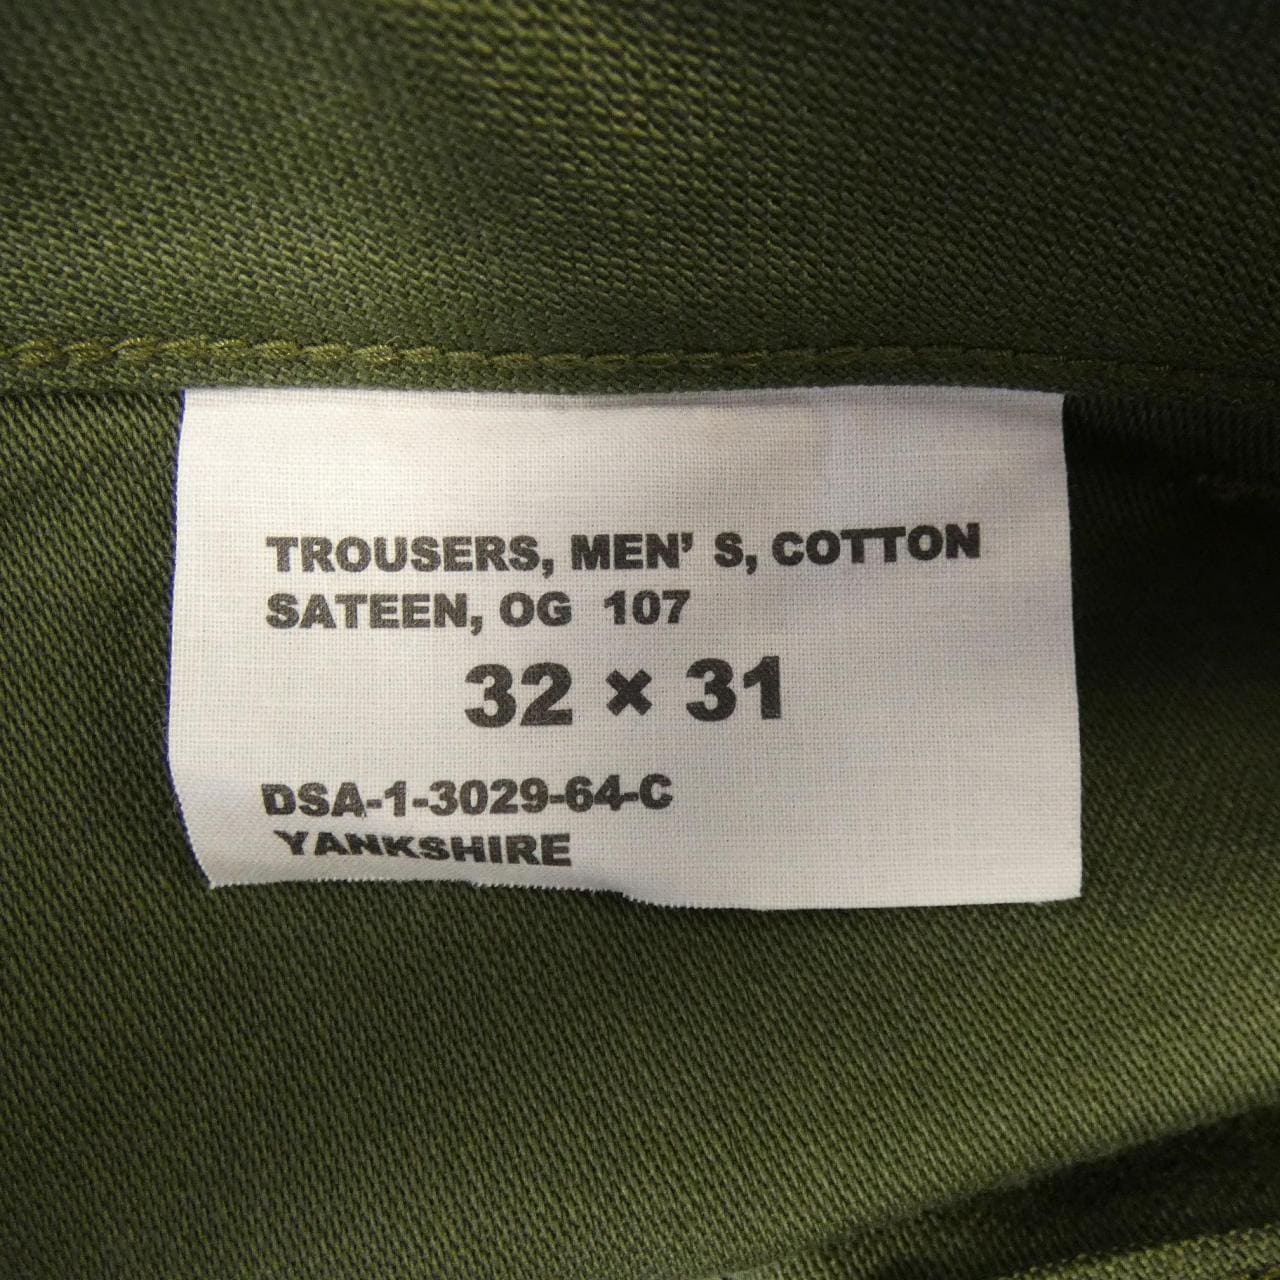 TROUSERS, MEN' S, COTTON
SATEEN, OG 107
32 × 31
DSA-1-3029-64-C
YANKSHIRE